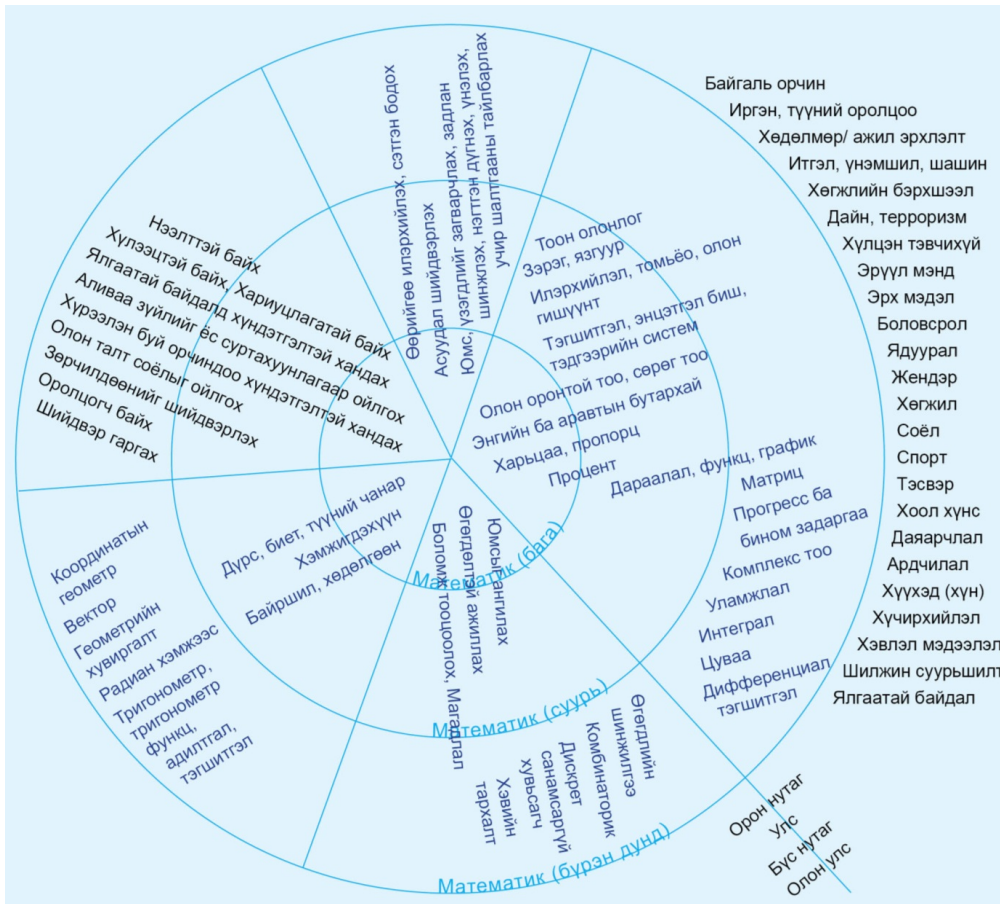 Өөрийгөө илэрхийлэх, сэтгэн бодох
Асуудал шийдвэрлэх
Юмс, үзэгдлийг загварчлах, задлан
шинжлэх, нэгтгэн дүгнэх, үнэлэх,
учир шалтгааныг тайлбарлах
Нээлттэй байх
Хүлээцтэй байх, Хариуцлагатай байх
Ялгаатай байдалд хүндэтгэлтэй хандах
Аливаа зүйлийг ёс суртахуунлагаар ойлгох
Хүрээлэн буй орчиндоо хүндэтгэлтэй хандах
Олон талт соёлыг ойлгох
Зөрчилдөөнийг шийдвэрлэх
Оролцогч байх
Шийдвэр гаргах
Тоон олонлог
Зэрэг, язгуур
Илэрхийлэл, томьёо, олон
гишүүнт
Тэгшитгэл, энцэтгэл биш,
тэдгээрийн систем
Олон оронтой тоо, сөрөг тоо
Энгийн ба аравтын бутархай
Харьцаа, пропорц
Процент
Дараалал, функц, график
Матриц
Прогресс ба
бином задаргаа
Комплекс тоо
Уламжлал
Интеграл
Цуваа
Дифференциал
тэгшитгэл
Дүрс, биет, түүний чанар
Хэмжигдэхүүн
Байршил, хөдөлгөөн
Координатын
геометр
Вектор
Геометрийн
хувиргалт
Радиан хэмжээс
Тригонометр,
тригонометр
функц,
адилтгал,
тэгшитгэл
Юмсыг ангилах
Өгөгдөлтэй ажиллах
Боломж тооцоолох, Магадлал
Өгөгдлийн
шинжилгээ
Комбинаторик
Дискрет
санамсаргүй
хувьсагч
Хэвийн
тархалт
Математик (бага)
Математик (суурь)
Математик (бүрэн дунд)
Байгаль орчин
Иргэн, түүний оролцоо
Хөдөлмөр/ ажил эрхлэлт
Итгэл, үнэмшил, шашин
Хөгжлийн бэрхшээл
Дайн, терроризм
Хүлцэн тэвчихүй
Эрүүл мэнд
Эрх мэдэл
Боловсрол
Ядуурал
Жендэр
Хөгжил
Соёл
Спорт
Тэсвэр
Хоол хүнс
Даяарчлал
Ардчилал
Хүүхэд (хүн)
Хүчирхийлэл
Хэвлэл мэдээлэл
Шилжин суурьшилт
Ялгаатай байдал
Орон нутаг
Улс
Бүс нутаг
Олон улс